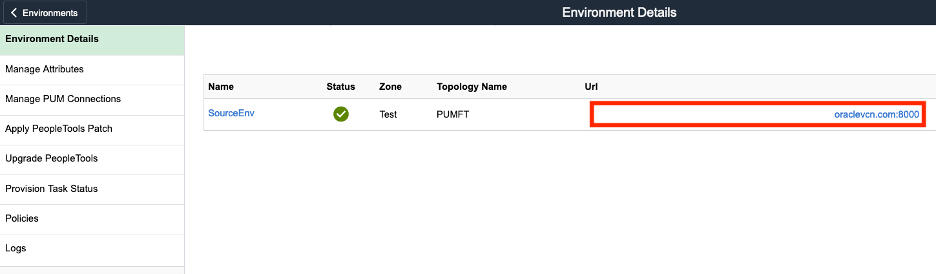 Environments
Environment Details
Environment Details
Manage Attributes
Manage PUM Connections
Apply PeopleTools Patch
Upgrade PeopleTools
Provision Task Status
Policies
Logs
Name Status Zone Topology Name Url
SourceEnv Test PUMFT oraclevcn.com:8000